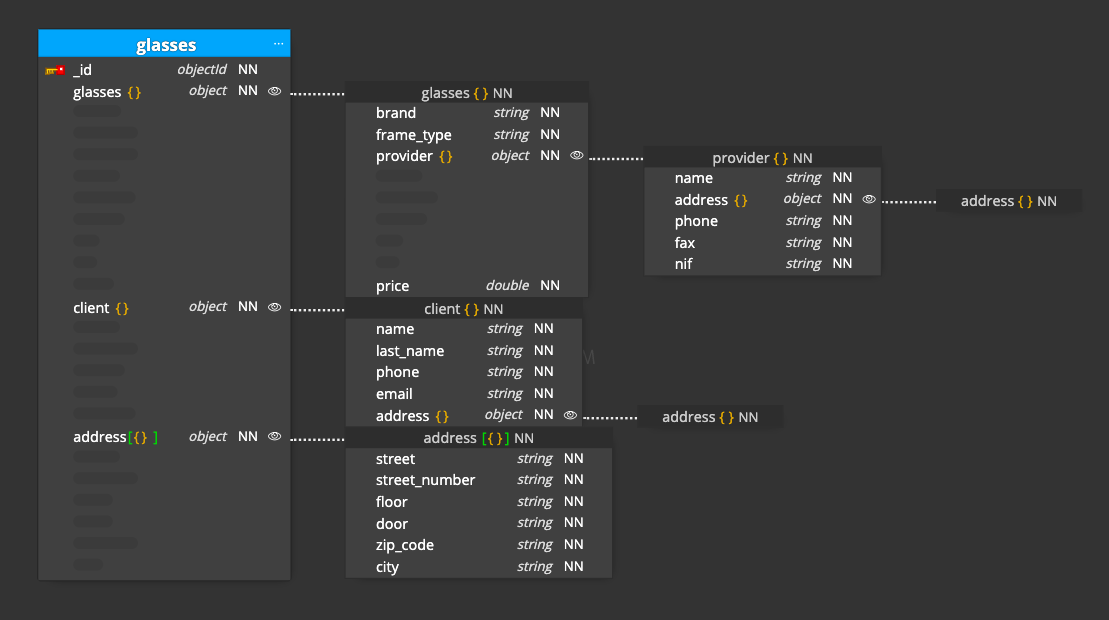 glasses ...
_id objectId NN
glasses {} object NN
client {} object NN
address[{} ] object NN
glasses {} NN
brand string NN
frame_type string NN
provider {} object NN
price double NN
provider {} NN
name string NN
address {} object NN
phone string NN
fax string NN
nif string NN
address {} NN
client {} NN
name string NN
last_name string NN
phone string NN
email string NN
address {} object NN
address {} NN
address [{}] NN
street string NN
street_number string NN
floor string NN
door string NN
zip_code string NN
city string NN